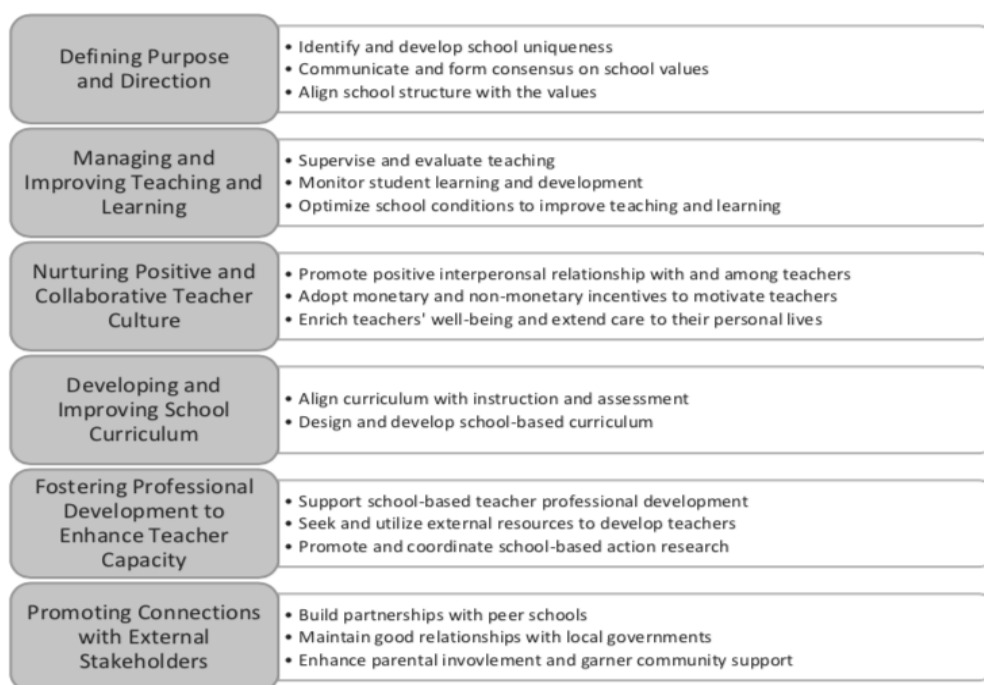 Defining Purpose
and Direction
• Identify and develop school uniqueness
• Communicate and form consensus on school values
• Align school structure with the values
Managing and
Improving Teaching and
Learning
• Supervise and evaluate teaching
• Monitor student learning and development
• Optimize school conditions to improve teaching and learning
Nurturing Positive and
Collaborative Teacher
Culture
• Promote positive interperonsal relationship with and among teachers
• Adopt monetary and non-monetary incentives to motivate teachers
• Enrich teachers' well-being and extend care to their personal lives
Developing and
Improving School
Curriculum
• Align curriculum with instruction and assessment
• Design and develop school-based curriculum
Fostering Professional
Development to
Enhance Teacher
Capacity
• Support school-based teacher professional development
• Seek and utilize external resources to develop teachers
• Promote and coordinate school-based action research
Promoting Connections
with External
Stakeholders
• Build partnerships with peer schools
• Maintain good relationships with local governments
• Enhance parental invovlement and garner community support